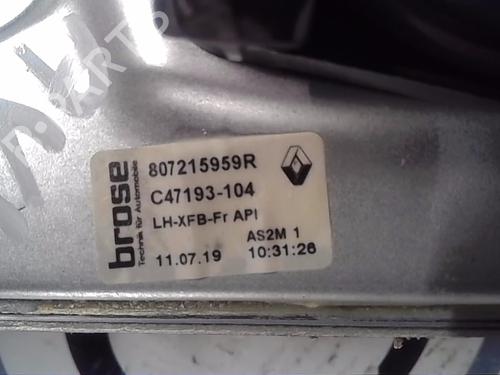 brose
Technik für Automobile
807215959R
C47193-104
LH-XFB-Fr API
AS2M 1
11.07.19 10:31:26